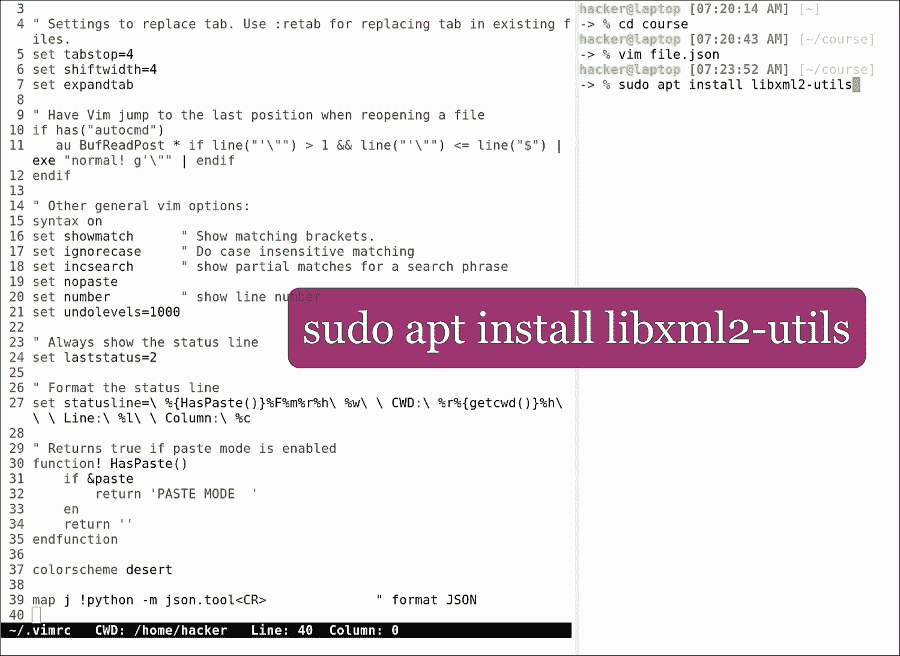 3
4 " Settings to replace tab. Use :retab for replacing tab in existing f
iles.
5 set tabstop=4
6 set shiftwidth=4
7 set expandtab
8
9 " Have Vim jump to the last position when reopening a file
10 if has("autocmd")
11    au BufReadPost * if line("'\"") > 1 && line("'\"") <= line("$") |
exe "normal! g'\"" | endif
12 endif
13
14 " Other general vim options:
15 syntax on
16 set showmatch      " Show matching brackets.
17 set ignorecase     " Do case insensitive matching
18 set incsearch      " show partial matches for a search phrase
19 set nopaste
20 set number         " show line number
21 set undolevels=1000
22
23 " Always show the status line
24 set laststatus=2
25
26 " Format the status line
27 set statusline=\ %{HasPaste()}%F%m%r%h\ %w\ \ CWD:\ %r%{getcwd()}%h\
\ \ Line:\ %l\ \ Column:\ %c
28
29 " Returns true if paste mode is enabled
30 function! HasPaste()
31     if &paste
32         return 'PASTE MODE  '
33     en
34     return ''
35 endfunction
36
37 colorscheme desert
38
39 map j !python -m json.tool<CR>              " format JSON
40
~/.vimrc   CWD: /home/hacker   Line: 40  Column: 0
hacker@laptop [07:20:14 AM] [~]
-> % cd course
hacker@laptop [07:20:43 AM] [~/course]
-> % vim file.json
hacker@laptop [07:23:52 AM] [~/course]
-> % sudo apt install libxml2-utils
sudo apt install libxml2-utils